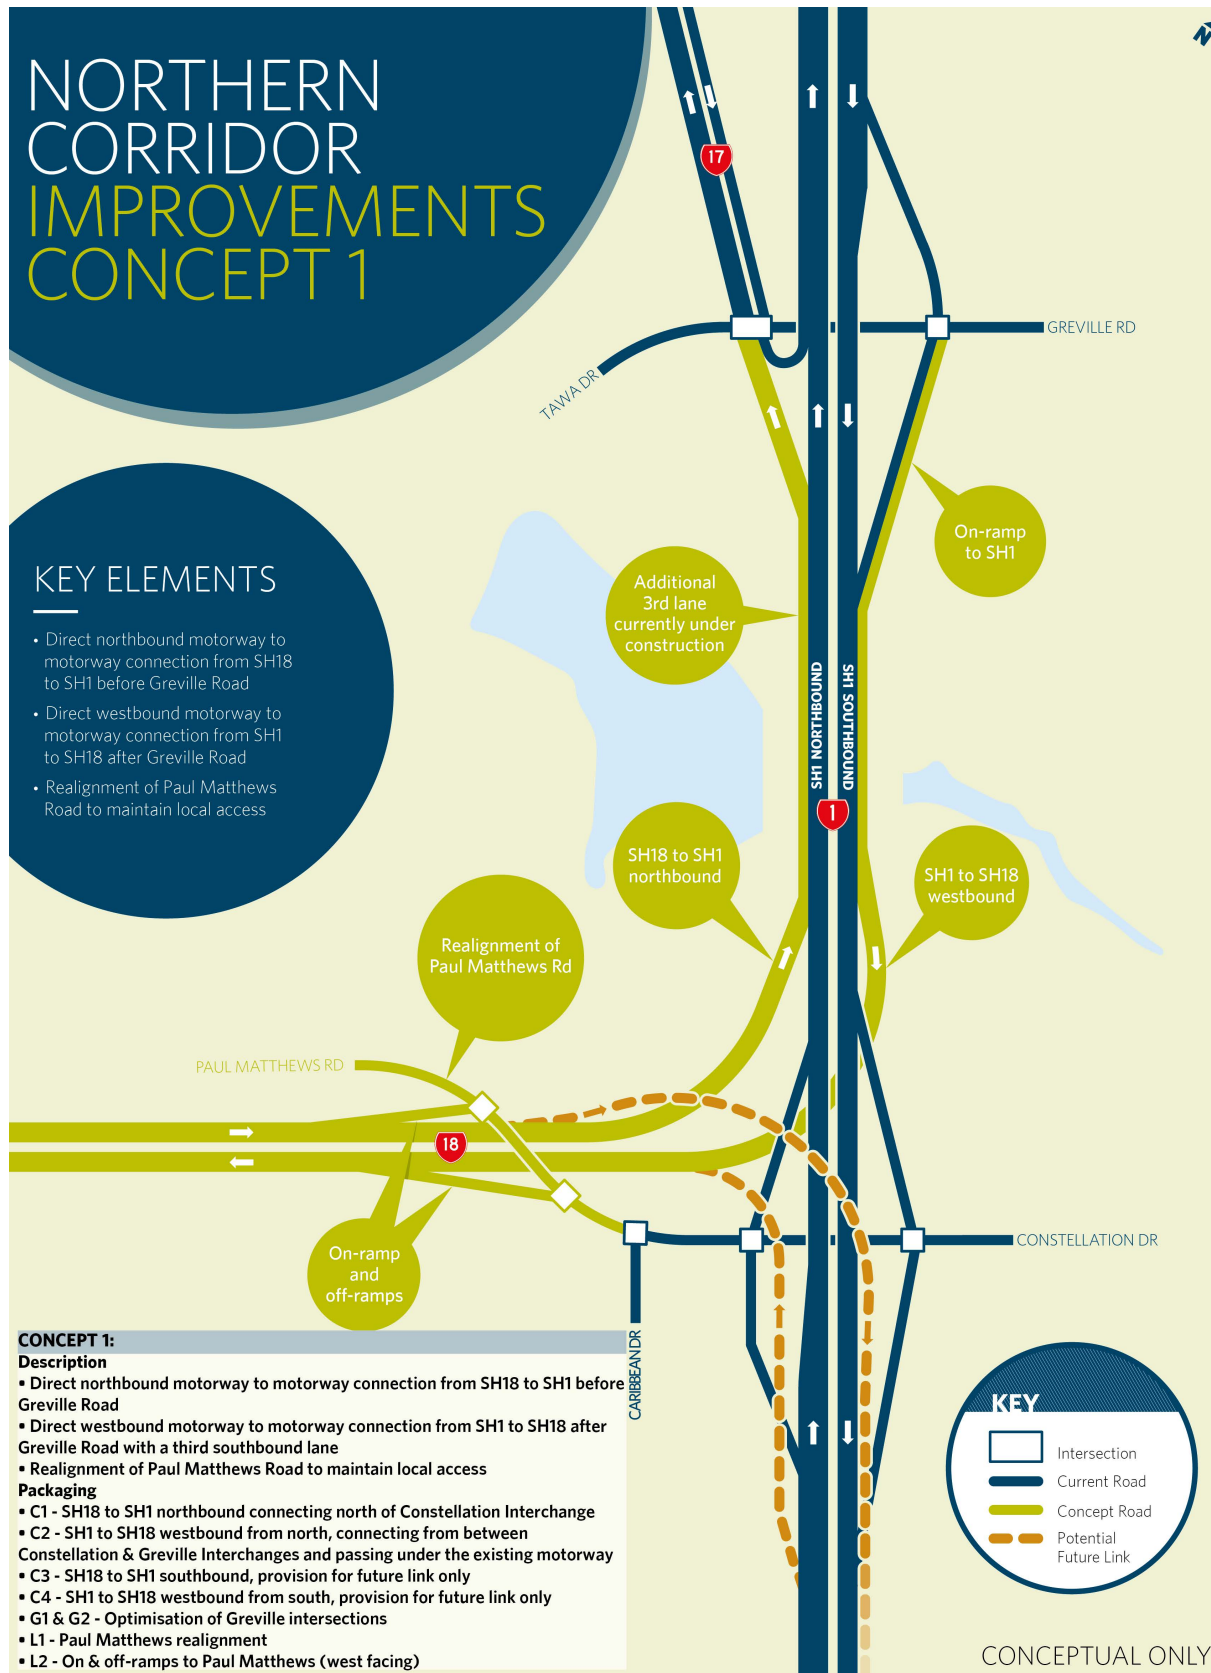 NORTHERN
CORRIDOR
IMPROVEMENTS
CONCEPT 1
N
17
GREVILLE RD
TAWA DR
On-ramp
to SH1
Additional
3rd lane
currently under
construction
KEY ELEMENTS
• Direct northbound motorway to
motorway connection from SH18
to SH1 before Greville Road
• Direct westbound motorway to
motorway connection from SH1
to SH18 after Greville Road
• Realignment of Paul Matthews
Road to maintain local access
SH1 NORTHBOUND
SH1 SOUTHBOUND
1
SH18 to SH1
northbound
SH1 to SH18
westbound
Realignment of
Paul Matthews Rd
PAUL MATTHEWS RD
18
On-ramp
and
off-ramps
CONSTELLATION DR
CARIBBEAN DR
CONCEPT 1:
Description
▪ Direct northbound motorway to motorway connection from SH18 to SH1 before
Greville Road
▪ Direct westbound motorway to motorway connection from SH1 to SH18 after
Greville Road with a third southbound lane
▪ Realignment of Paul Matthews Road to maintain local access
Packaging
▪ C1 - SH18 to SH1 northbound connecting north of Constellation Interchange
▪ C2 - SH1 to SH18 westbound from north, connecting from between
Constellation & Greville Interchanges and passing under the existing motorway
▪ C3 - SH18 to SH1 southbound, provision for future link only
▪ C4 - SH1 to SH18 westbound from south, provision for future link only
▪ G1 & G2 - Optimisation of Greville intersections
▪ L1 - Paul Matthews realignment
▪ L2 - On & off-ramps to Paul Matthews (west facing)
KEY
Intersection
Current Road
Concept Road
Potential
Future Link
CONCEPTUAL ONLY